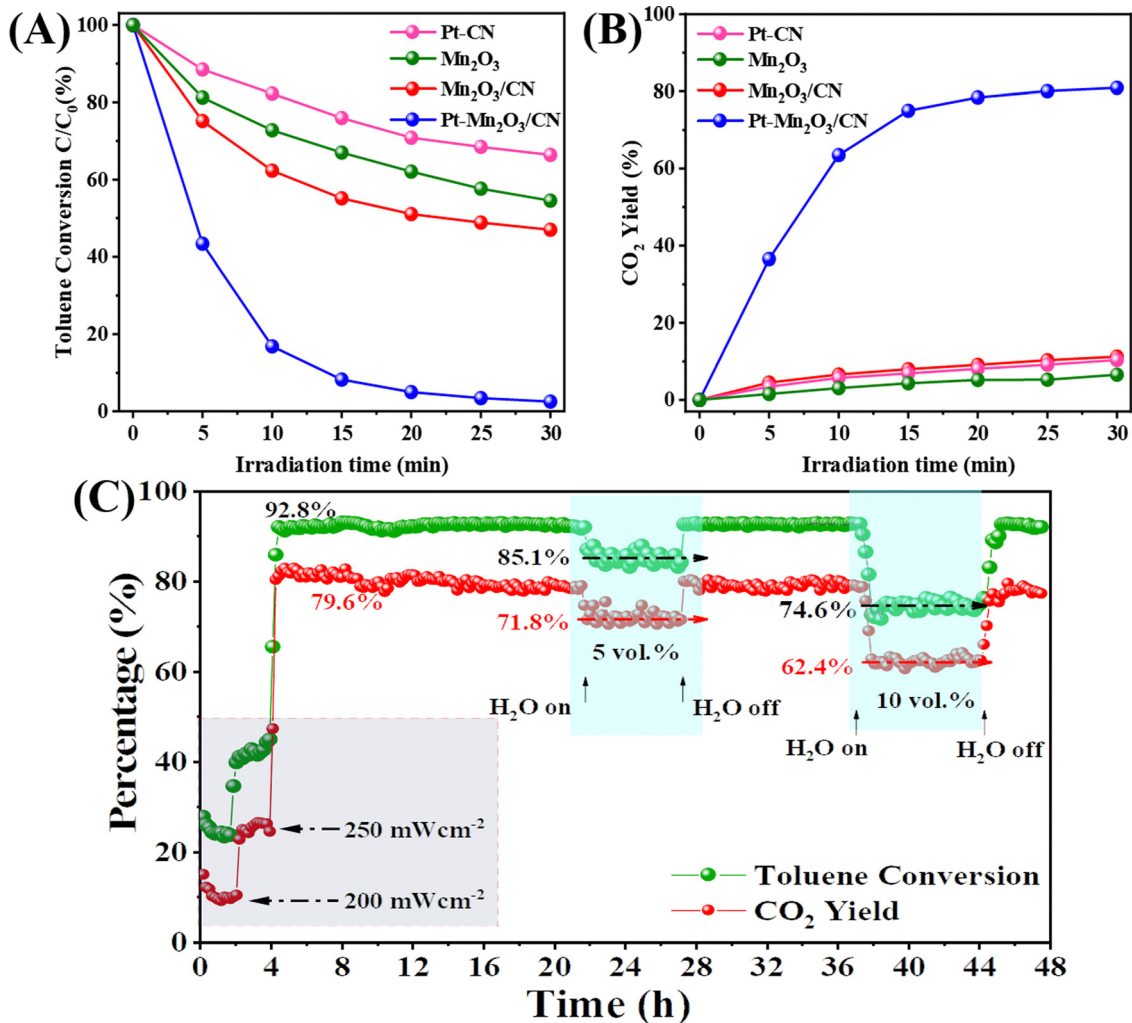 (A)
Toluene Conversion C/C₀(%)
100
80
60
40
20
0
Pt-CN
Mn₂O₃
Mn₂O₃/CN
Pt-Mn₂O₃/CN
0 5 10 15 20 25 30
Irradiation time (min)
(B)
CO₂ Yield (%)
100
80
60
40
20
0
Pt-CN
Mn₂O₃
Mn₂O₃/CN
Pt-Mn₂O₃/CN
0 5 10 15 20 25 30
Irradiation time (min)
(C)
Percentage (%)
100
80
60
40
20
0
92.8%
79.6%
85.1%
71.8%
5 vol.%
H₂O on
H₂O off
74.6%
62.4%
10 vol.%
H₂O on
H₂O off
250 mWcm⁻²
200 mWcm⁻²
Toluene Conversion
CO₂ Yield
0 4 8 12 16 20 24 28 32 36 40 44 48
Time (h)